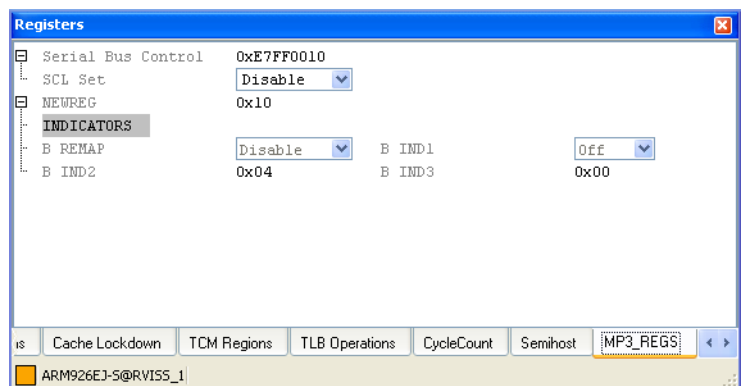 Registers
Serial Bus Control 0xE7FF0010
SCL Set Disable
NEWREG 0x10
INDICATORS
B REMAP Disable B IND1 Off
B IND2 0x04 B IND3 0x00
Cache Lockdown TCM Regions TLB Operations CycleCount Semihost MP3_REGS
ARM926EJ-S@RVISS_1